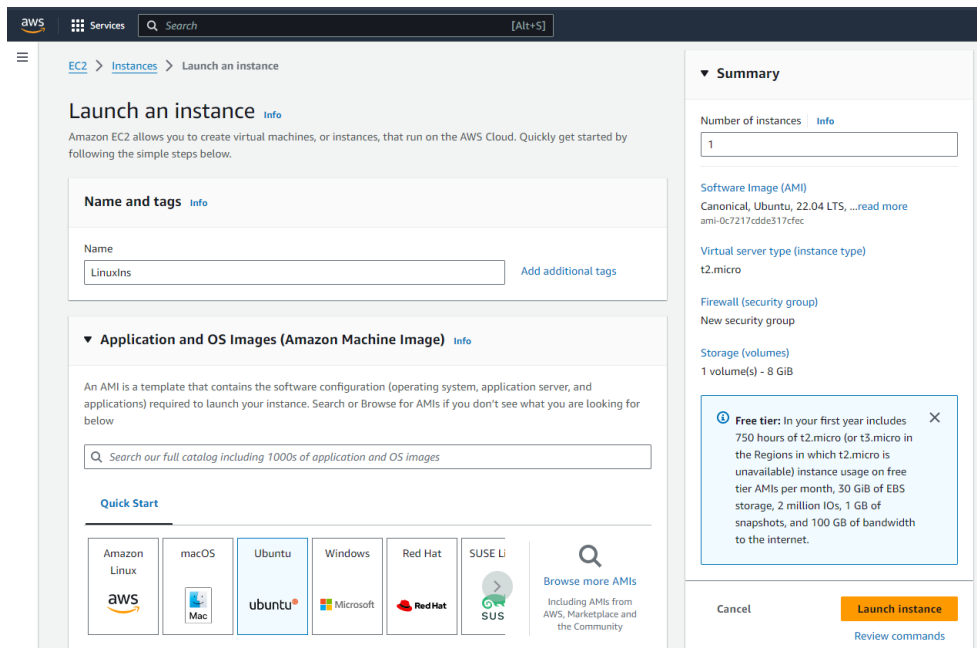 aws
Services
Search
[Alt+S]
EC2 > Instances > Launch an instance
Launch an instance Info
Amazon EC2 allows you to create virtual machines, or instances, that run on the AWS Cloud. Quickly get started by
following the simple steps below.
Name and tags Info
Name
LinuxIns
Add additional tags
Application and OS Images (Amazon Machine Image) Info
An AMI is a template that contains the software configuration (operating system, application server, and
applications) required to launch your instance. Search or Browse for AMIs if you don't see what you are looking for
below
Search our full catalog including 1000s of application and OS images
Quick Start
Amazon
Linux
aws
macOS
Mac
Ubuntu
ubuntu
Windows
Microsoft
Red Hat
Red Hat
SUSE Li
SUS
Browse more AMIs
Including AMIs from
AWS, Marketplace and
the Community
Summary
Number of instances Info
1
Software Image (AMI)
Canonical, Ubuntu, 22.04 LTS, ...read more
ami-0c7217cdde317cfec
Virtual server type (instance type)
t2.micro
Firewall (security group)
New security group
Storage (volumes)
1 volume(s) - 8 GiB
Free tier: In your first year includes
750 hours of t2.micro (or t3.micro in
the Regions in which t2.micro is
unavailable) instance usage on free
tier AMIs per month, 30 GiB of EBS
storage, 2 million IOs, 1 GB of
snapshots, and 100 GB of bandwidth
to the internet.
Cancel
Launch instance
Review commands